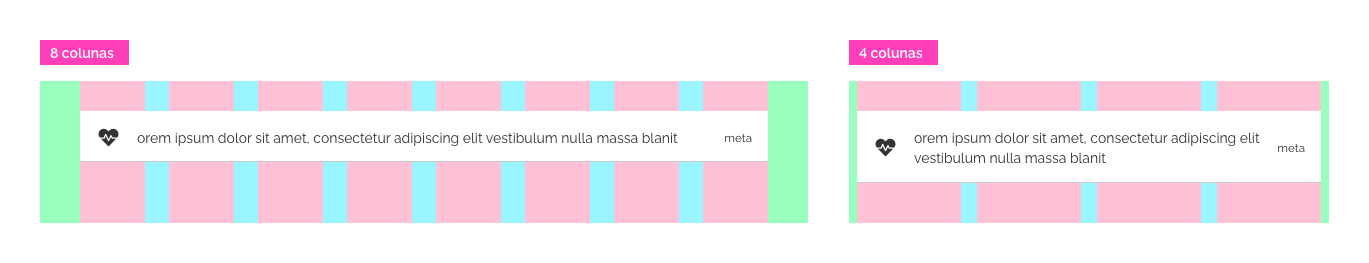 8 colunas
orem ipsum dolor sit amet, consectetur adipiscing elit vestibulum nulla massa blanit
meta
4 colunas
orem ipsum dolor sit amet, consectetur adipiscing elit
vestibulum nulla massa blanit
meta